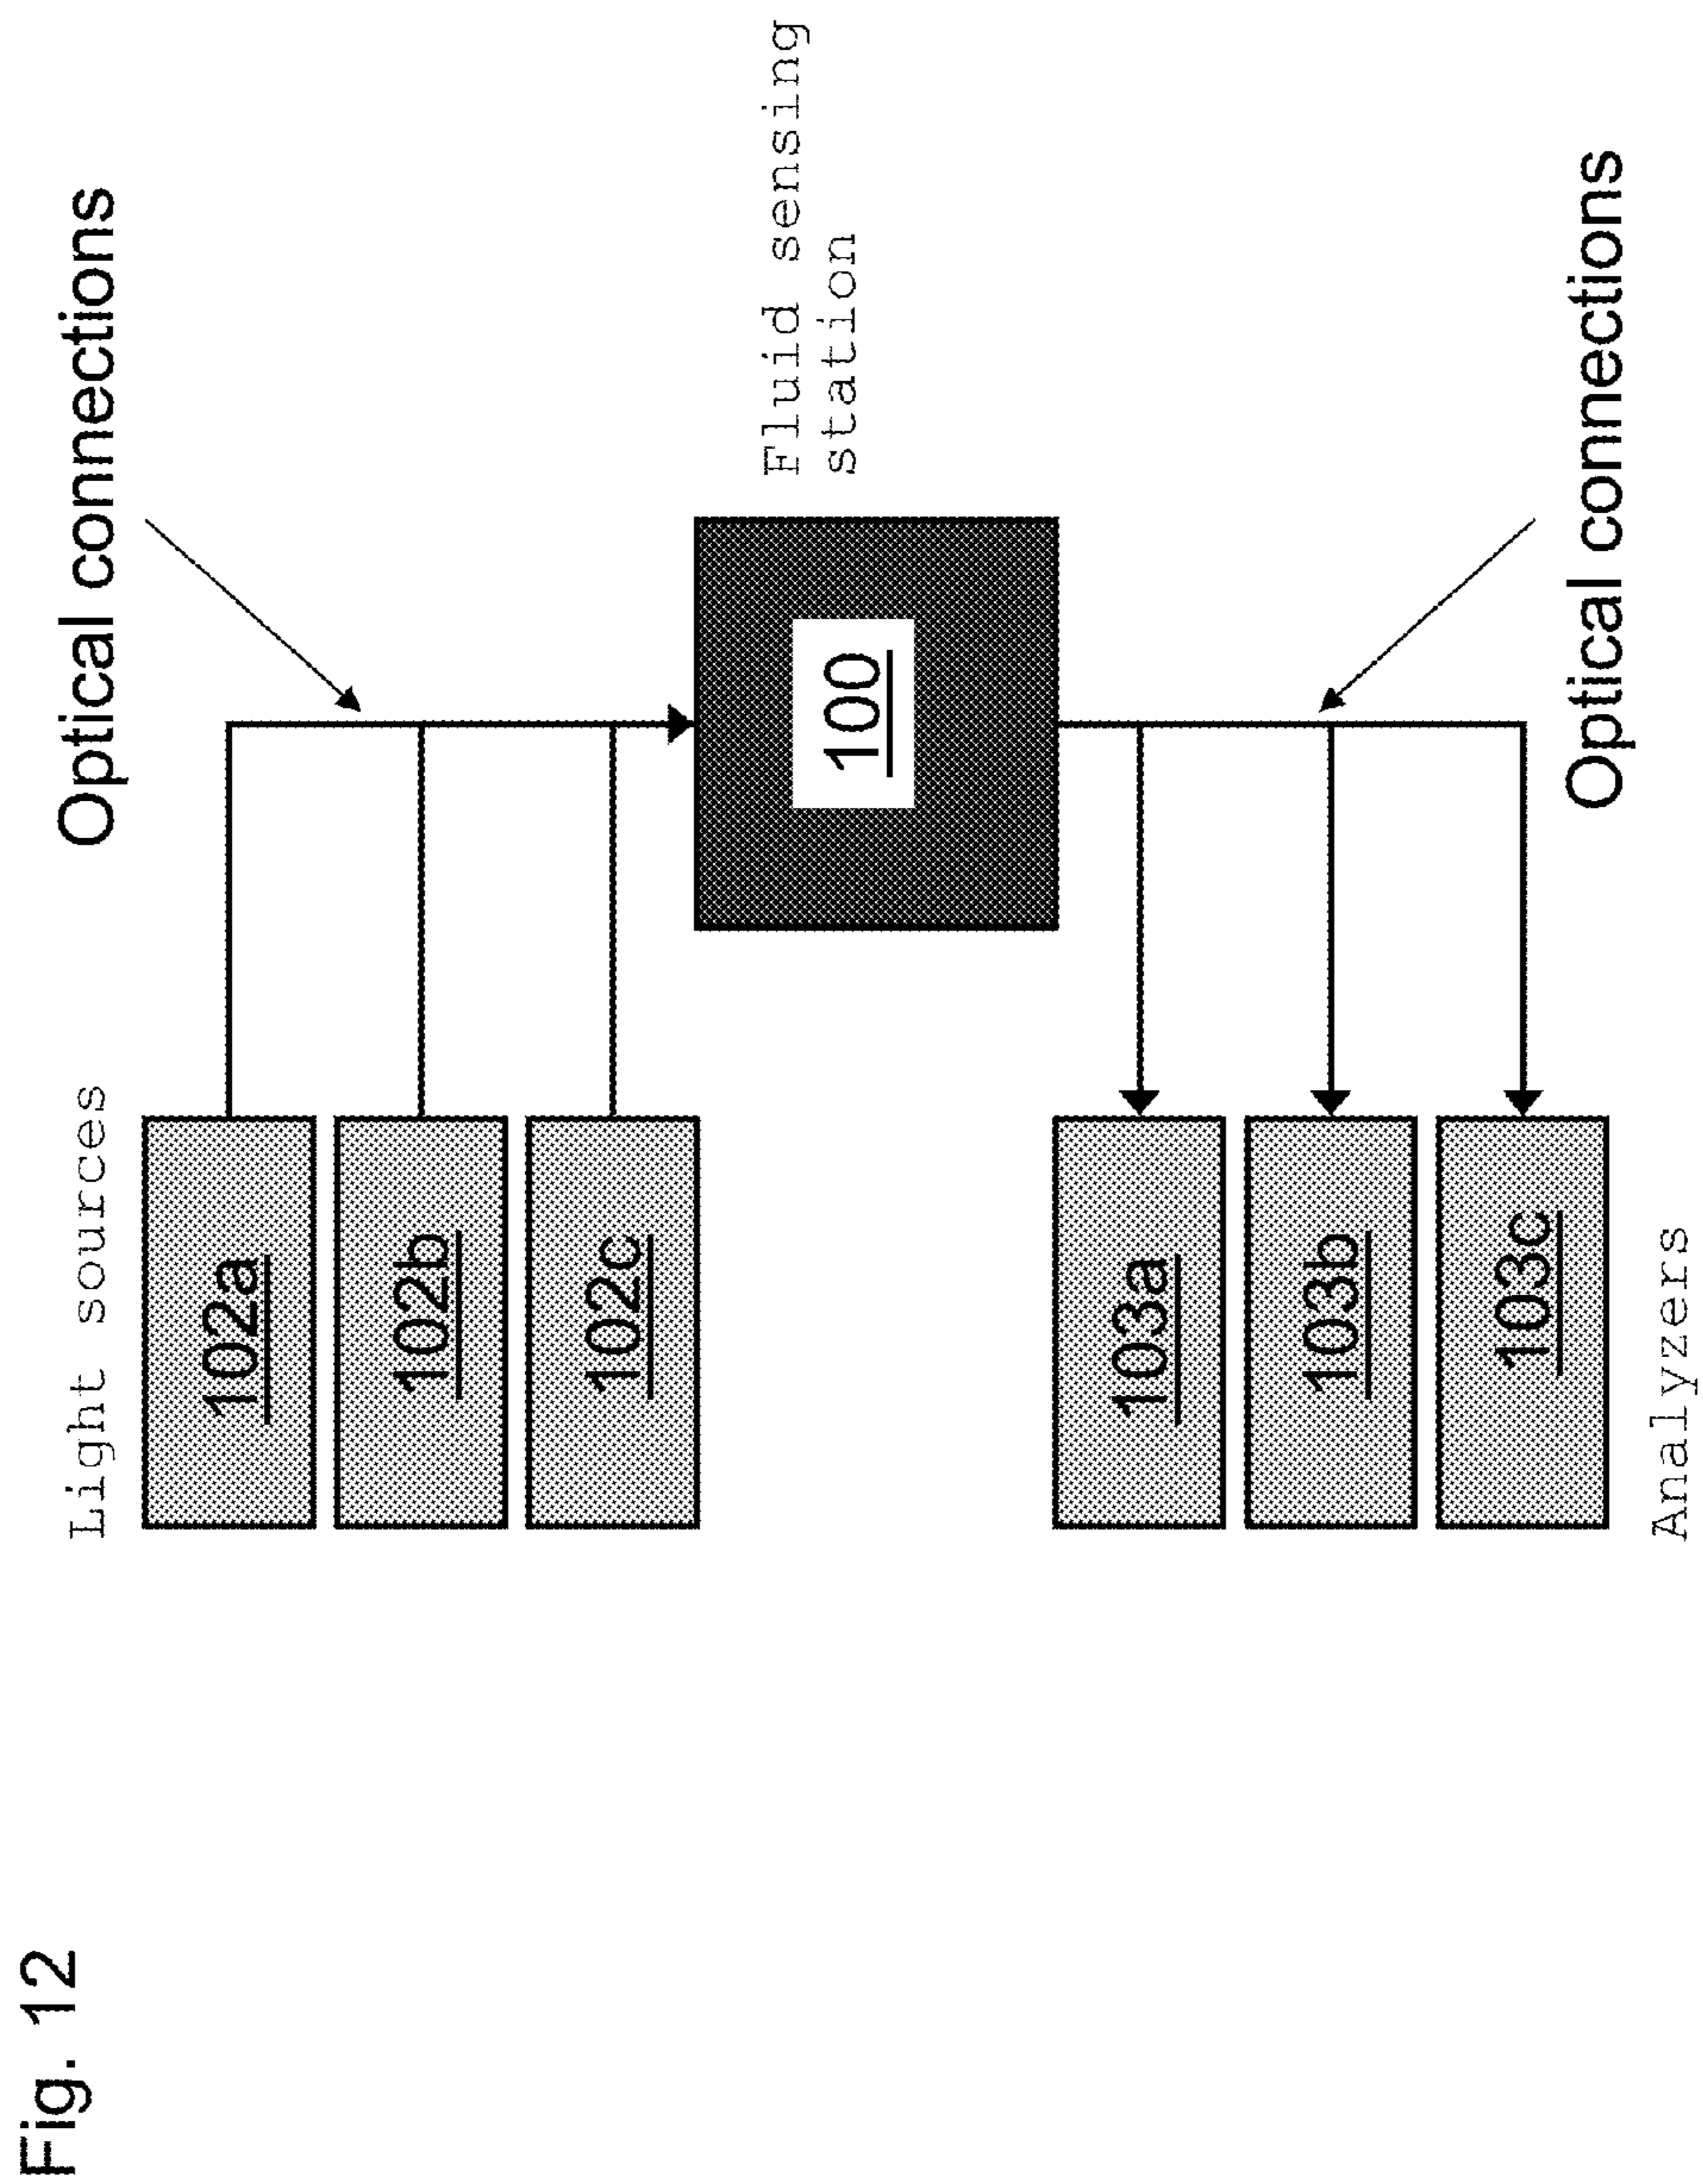 Fig. 12
Light sources
102a
102b
102c
Optical connections
100
Fluid sensing
station
103a
103b
103c
Analyzers
Optical connections